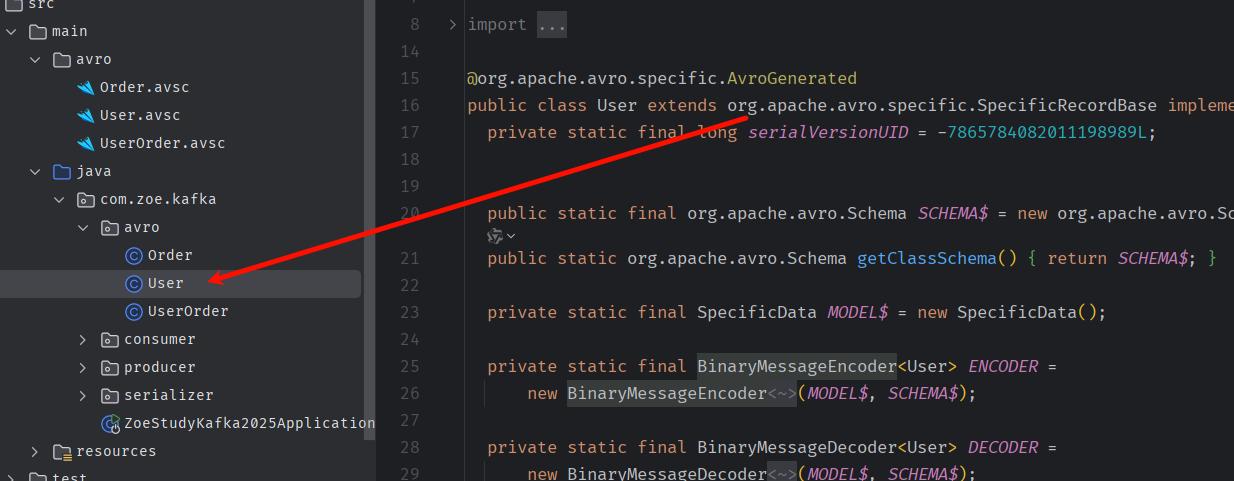 src
main
avro
Order.avsc
User.avsc
UserOrder.avsc
java
com.zoe.kafka
avro
Order
User
UserOrder
consumer
producer
serializer
ZoeStudyKafka2025Application
resources
test
8 import ...
14
15 @org.apache.avro.specific.AvroGenerated
16 public class User extends org.apache.avro.specific.SpecificRecordBase impleme
17 private static final long serialVersionUID = -7865784082011198989L;
18
19
20 public static final org.apache.avro.Schema SCHEMA$ = new org.apache.avro.Sc
21 public static org.apache.avro.Schema getClassSchema() { return SCHEMA$; }
22
23 private static final SpecificData MODEL$ = new SpecificData();
24
25 private static final BinaryMessageEncoder<User> ENCODER =
26 new BinaryMessageEncoder<~>(MODEL$, SCHEMA$);
27
28 private static final BinaryMessageDecoder<User> DECODER =
29 new BinaryMessageDecoder<~>(MODEL$, SCHEMA$);